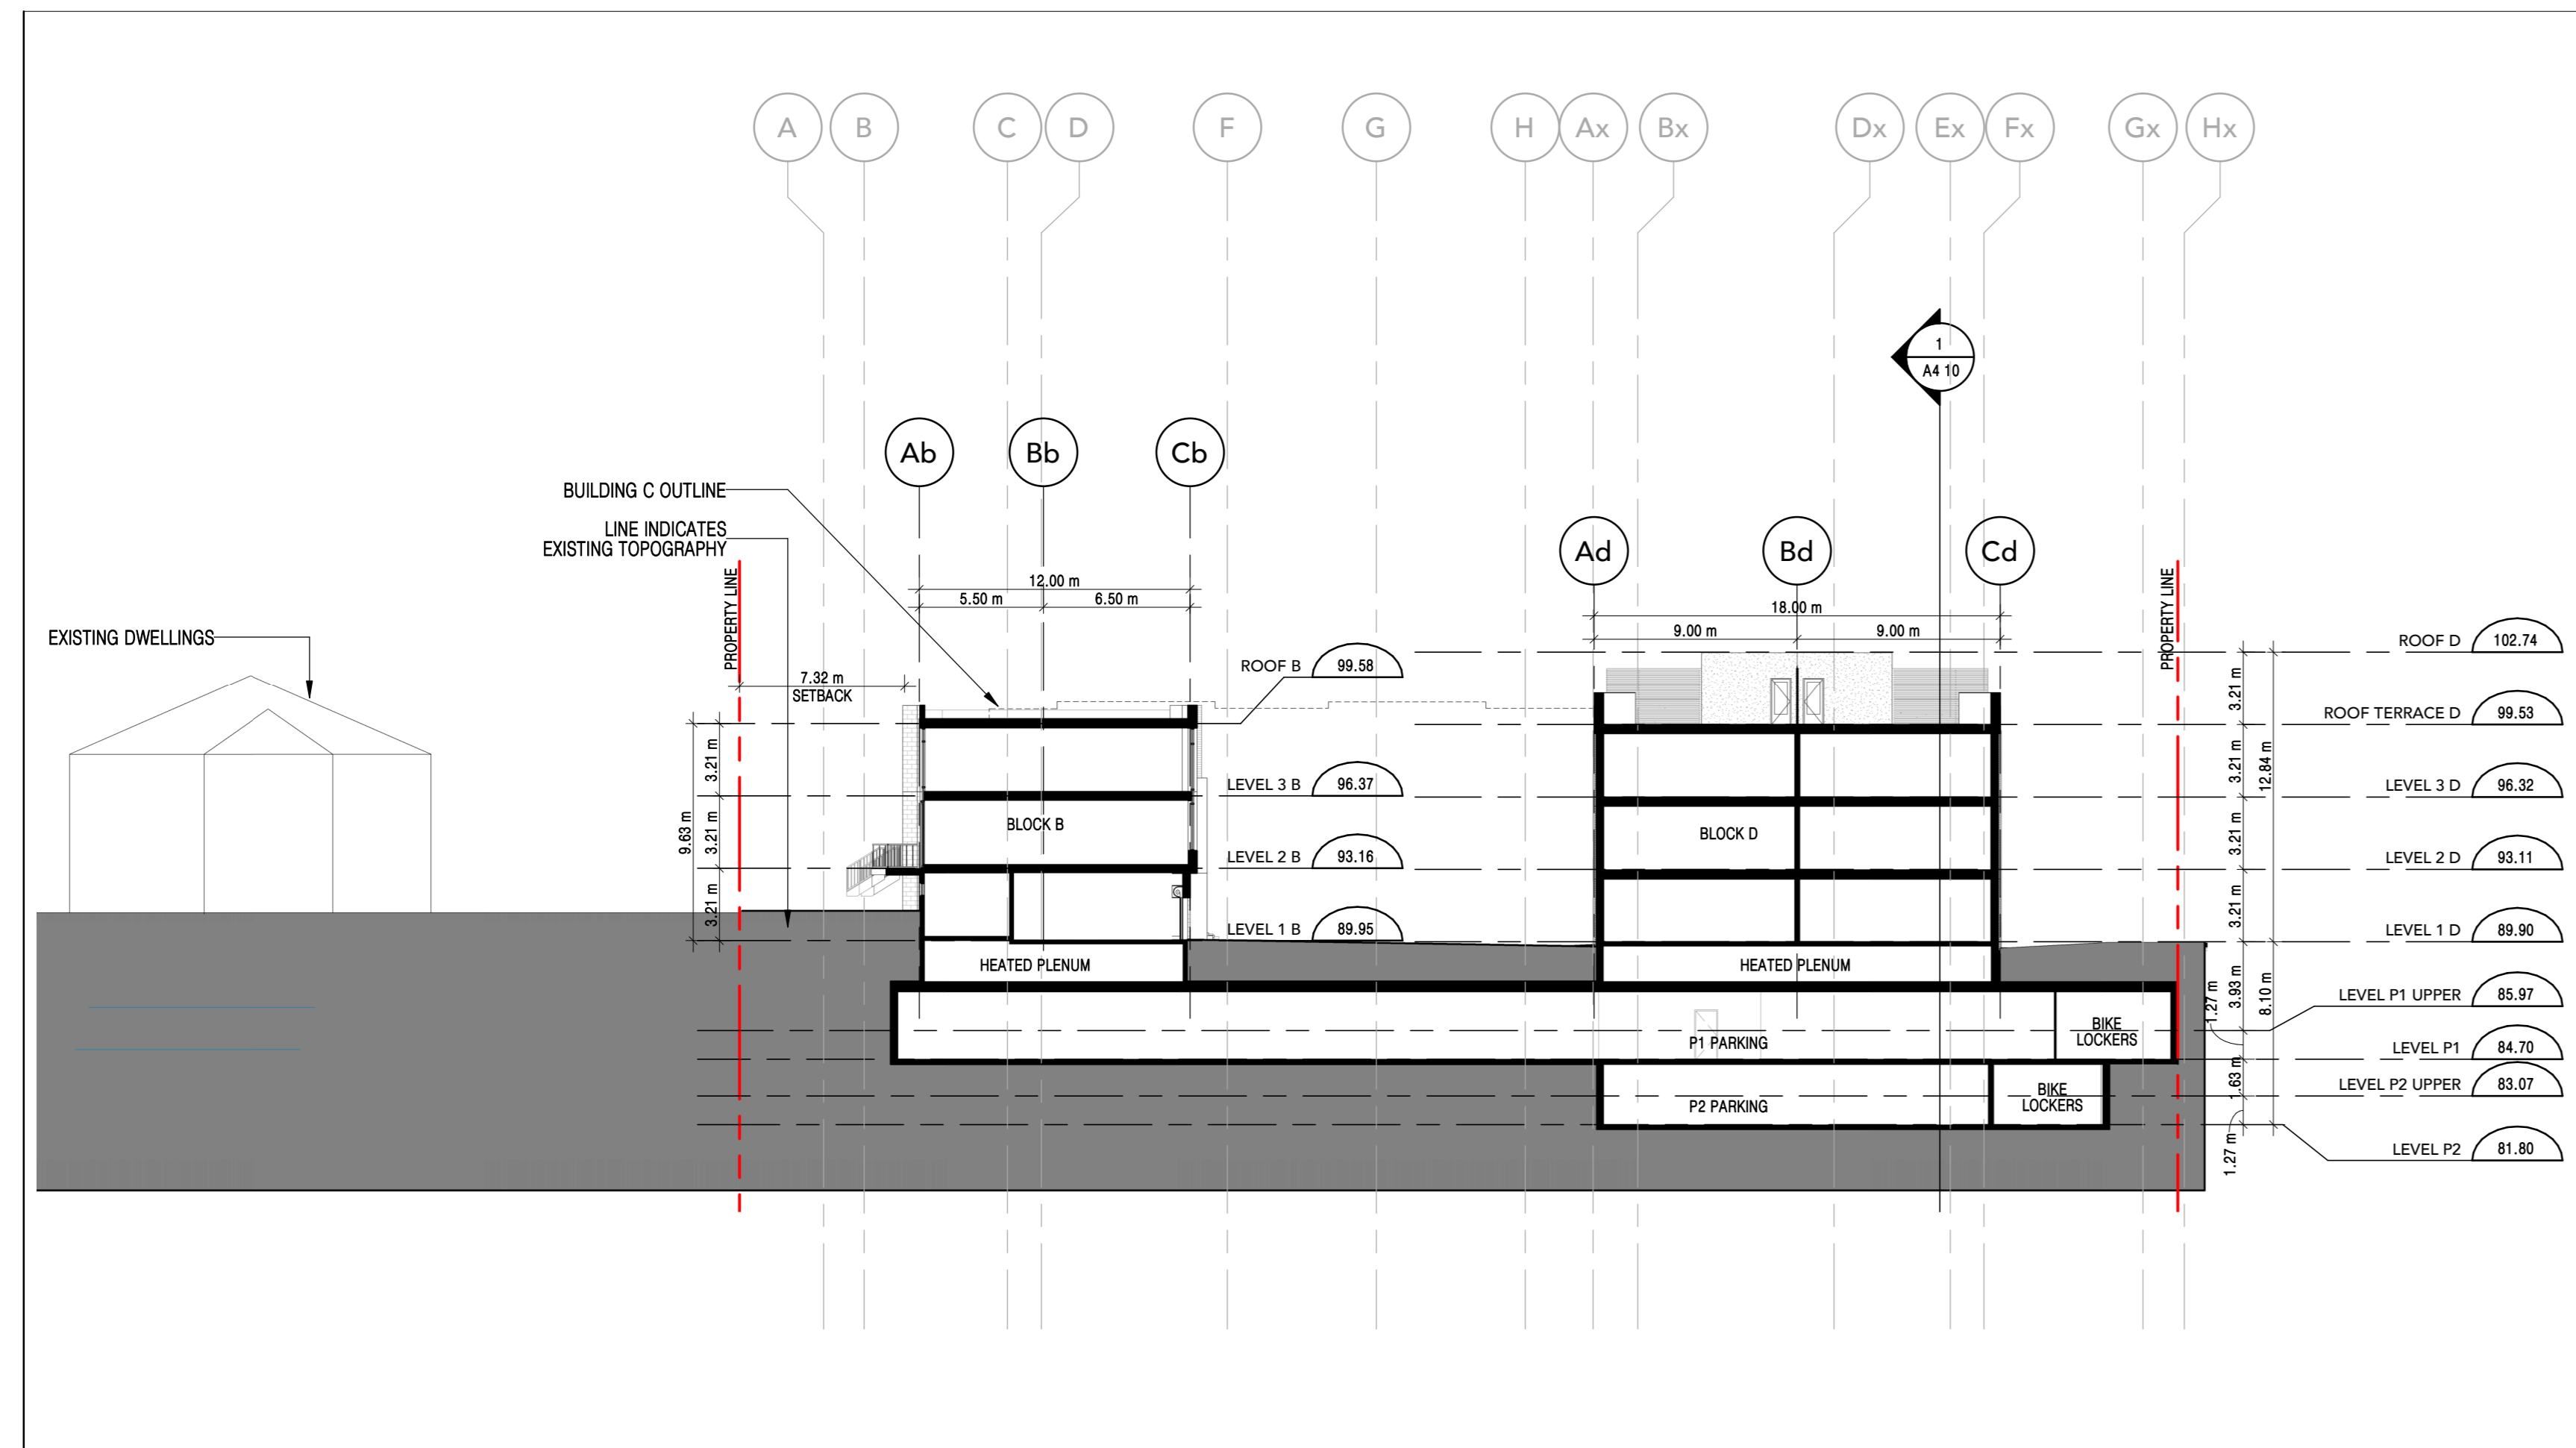 A
B
C
D
F
G
H
Ax
Bx
Dx
Ex
Fx
Gx
Hx
1
A4 10
Ab
Bb
Cb
BUILDING C OUTLINE
LINE INDICATES
EXISTING TOPOGRAPHY
Ad
Bd
Cd
PROPERTY LINE
PROPERTY LINE
12.00 m
5.50 m
6.50 m
18.00 m
9.00 m
9.00 m
EXISTING DWELLINGS
7.32 m
SETBACK
ROOF B
99.58
ROOF D
102.74
ROOF TERRACE D
99.53
LEVEL 3 B
96.37
LEVEL 3 D
96.32
BLOCK B
BLOCK D
LEVEL 2 B
93.16
LEVEL 2 D
93.11
LEVEL 1 B
89.95
LEVEL 1 D
89.90
9.63 m
3.21 m
3.21 m
3.21 m
3.21 m
3.21 m
3.21 m
3.21 m
12.84 m
HEATED PLENUM
HEATED PLENUM
1.27 m
3.93 m
8.10 m
LEVEL P1 UPPER
85.97
P1 PARKING
BIKE
LOCKERS
LEVEL P1
84.70
1.63 m
LEVEL P2 UPPER
83.07
P2 PARKING
BIKE
LOCKERS
1.27 m
LEVEL P2
81.80